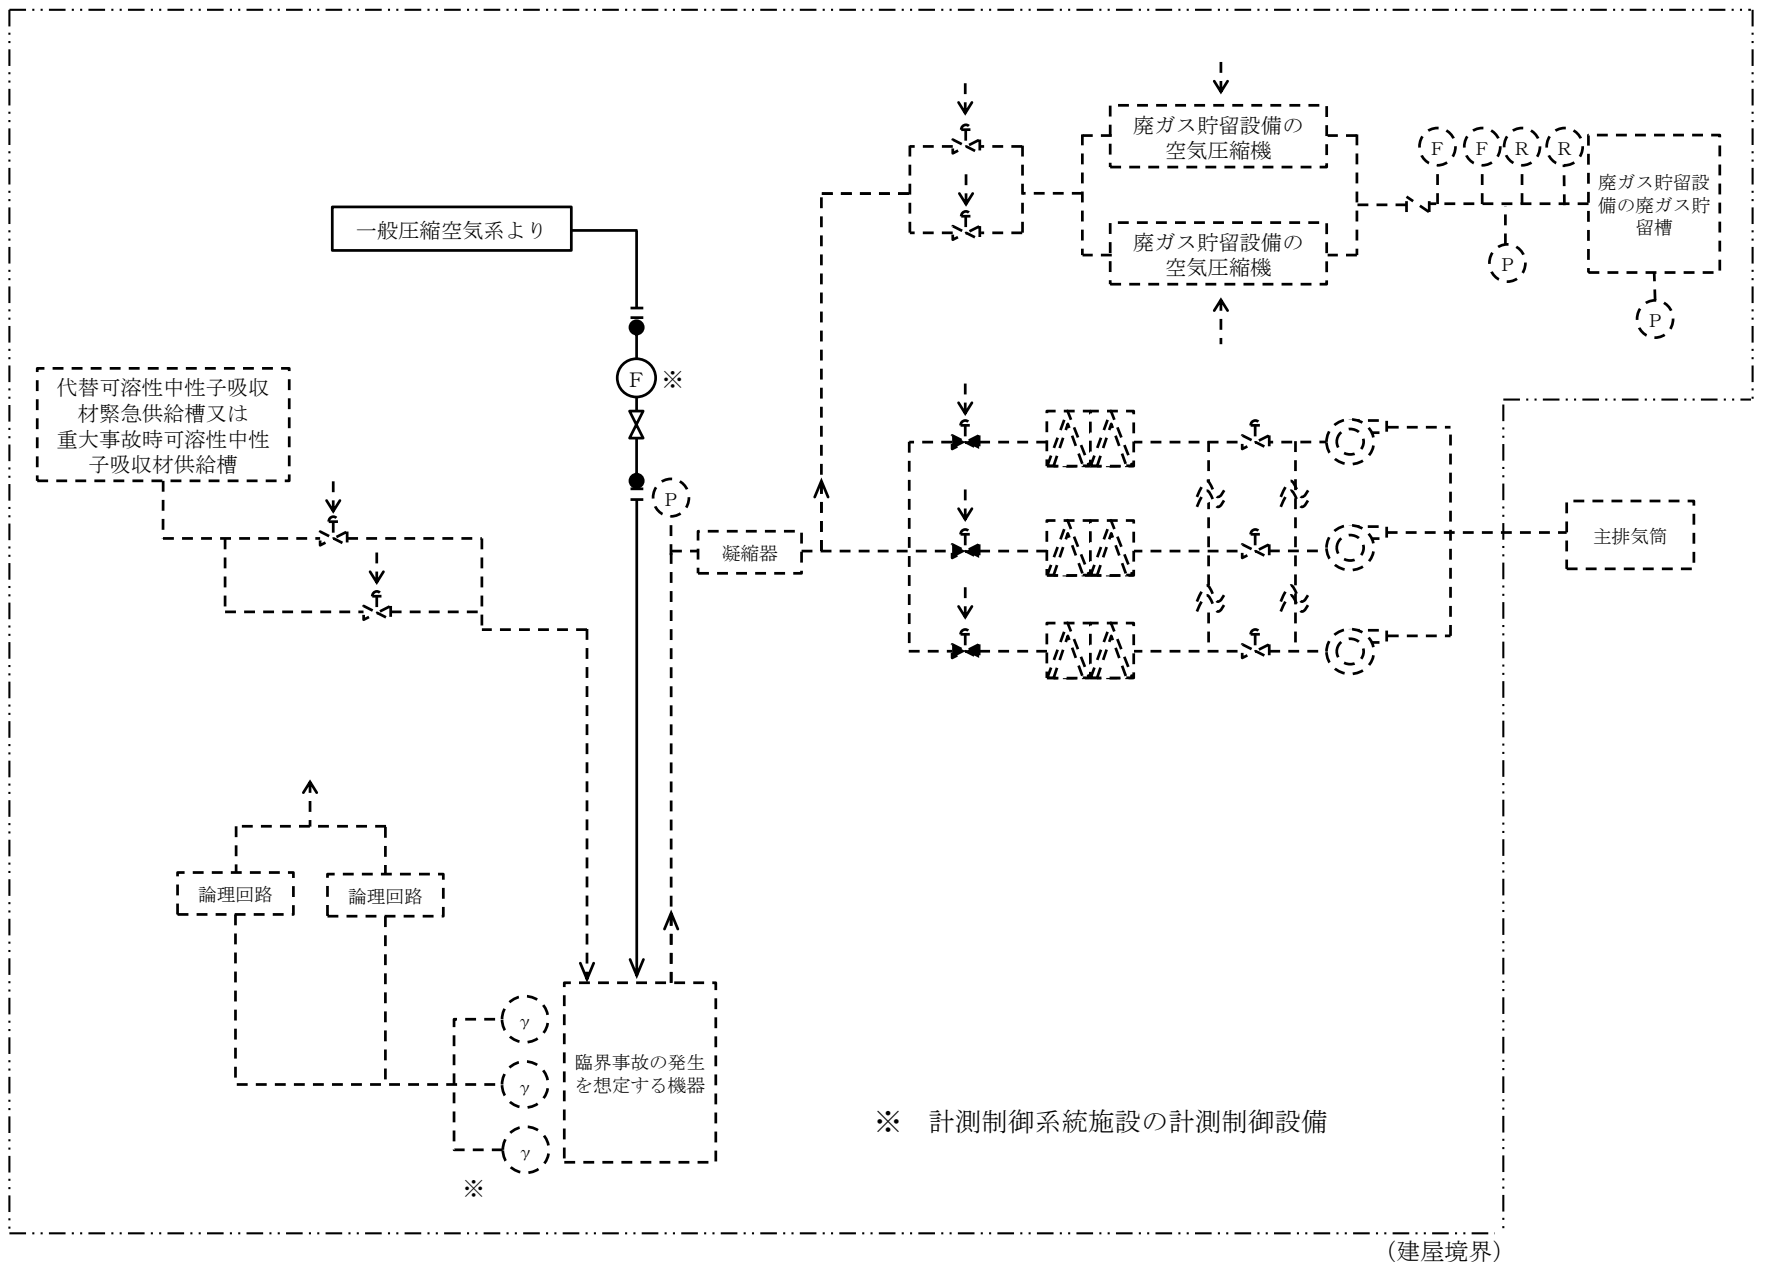 廃ガス貯留設備の
空気圧縮機
F
F
R
R
廃ガス貯留設
備の廃ガス貯
留槽
一般圧縮空気系より
廃ガス貯留設備の
空気圧縮機
P
P
F
※
代替可溶性中性子吸収
材緊急供給槽又は
重大事故時可溶性中性
子吸収材供給槽
P
凝縮器
主排気筒
論理回路
論理回路
γ
γ
γ
臨界事故の発生
を想定する機器
※
※ 計測制御系統施設の計測制御設備
(建屋境界)